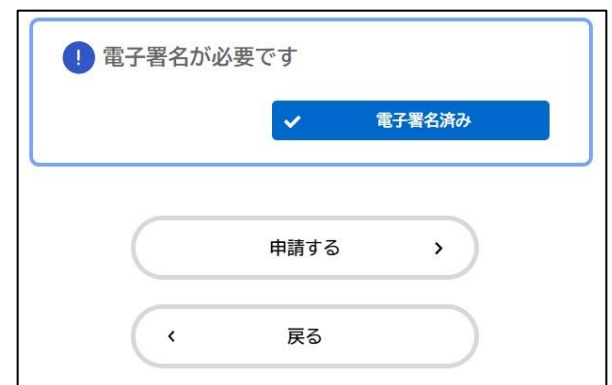 電子署名が必要です
電子署名済み
申請する
戻る